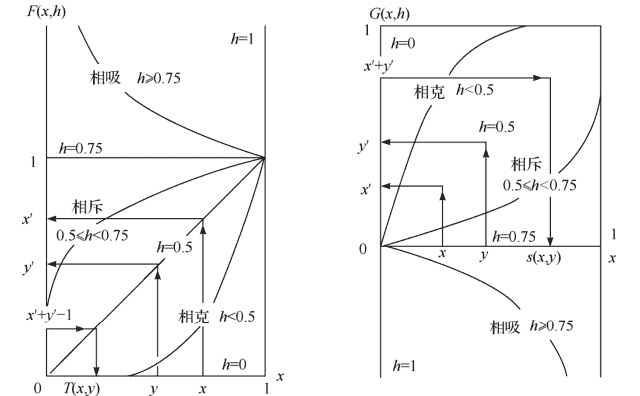 F(x,h)
h=1
相吸 h⩾0.75
1
h=0.75
相斥
x′
0.5⩽h<0.75
h=0.5
y′
x′+y′−1
相克 h<0.5
h=0
0
T(x,y)
y
x
1
x
G(x,h)
1
h=0
x′+y′
相克 h<0.5
h=0.5
y′
相斥
x′
0.5⩽h<0.75
h=0.75
1
0
x
y
s(x,y)
x
相吸 h⩾0.75
h=1